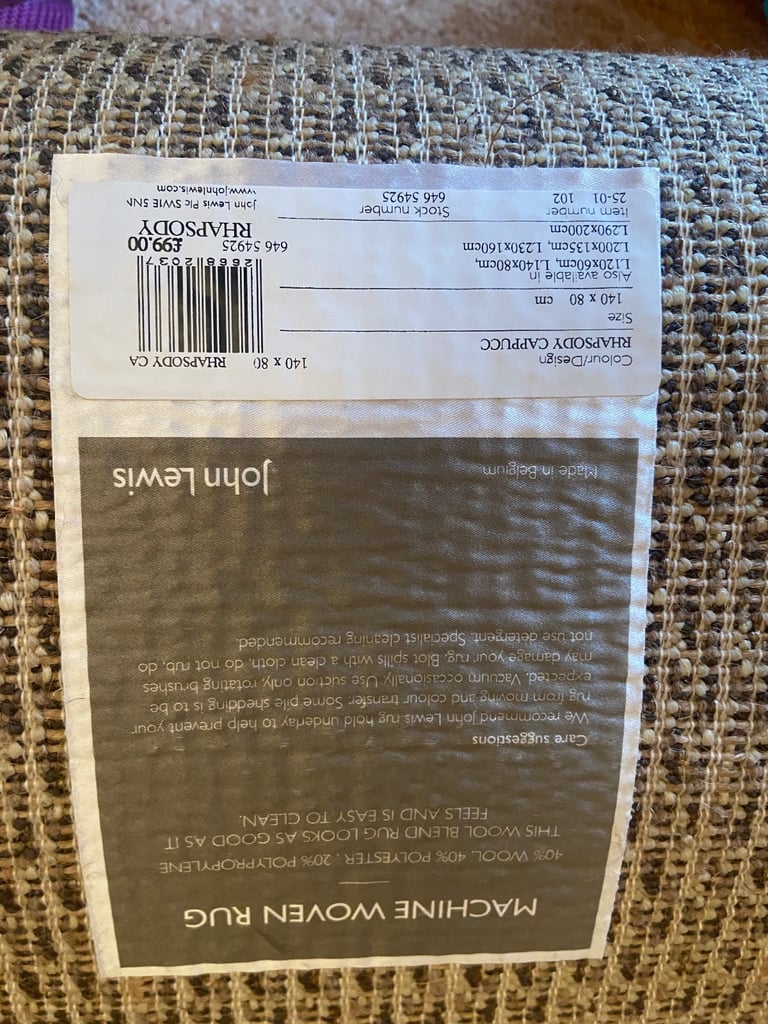 MACHINE WOVEN RUG
40% WOOL, 40% POLYESTER, 20% POLYPROPYLENE
THIS WOOL BLEND RUG LOOKS AS GOOD AS IT
FEELS AND IS EASY TO CLEAN.
Care suggestions
We recommend John Lewis rug hold underlay to help prevent your
rug from moving and colour transfer. Some pile shedding is to be
expected. Vacuum occasionally. Use suction only, rotating brushes
may damage your rug. Blot spills with a clean cloth, do not rub, do
not use detergent. Specialist cleaning recommended.
Made in Belgium
John Lewis
Colour/Design
RHAPSODY CAPPUCC
Size
140 x 80 cm
Also available in
L120x60cm, L140x80cm,
L200x135cm, L230x160cm
L290x200cm
Item number
25-01 102
Stock number
646 54925
140 x 80 RHAPSODY CA
26682037
646 54925 £99.00
RHAPSODY
John Lewis Plc SW1E 5NN
www.johnlewis.com